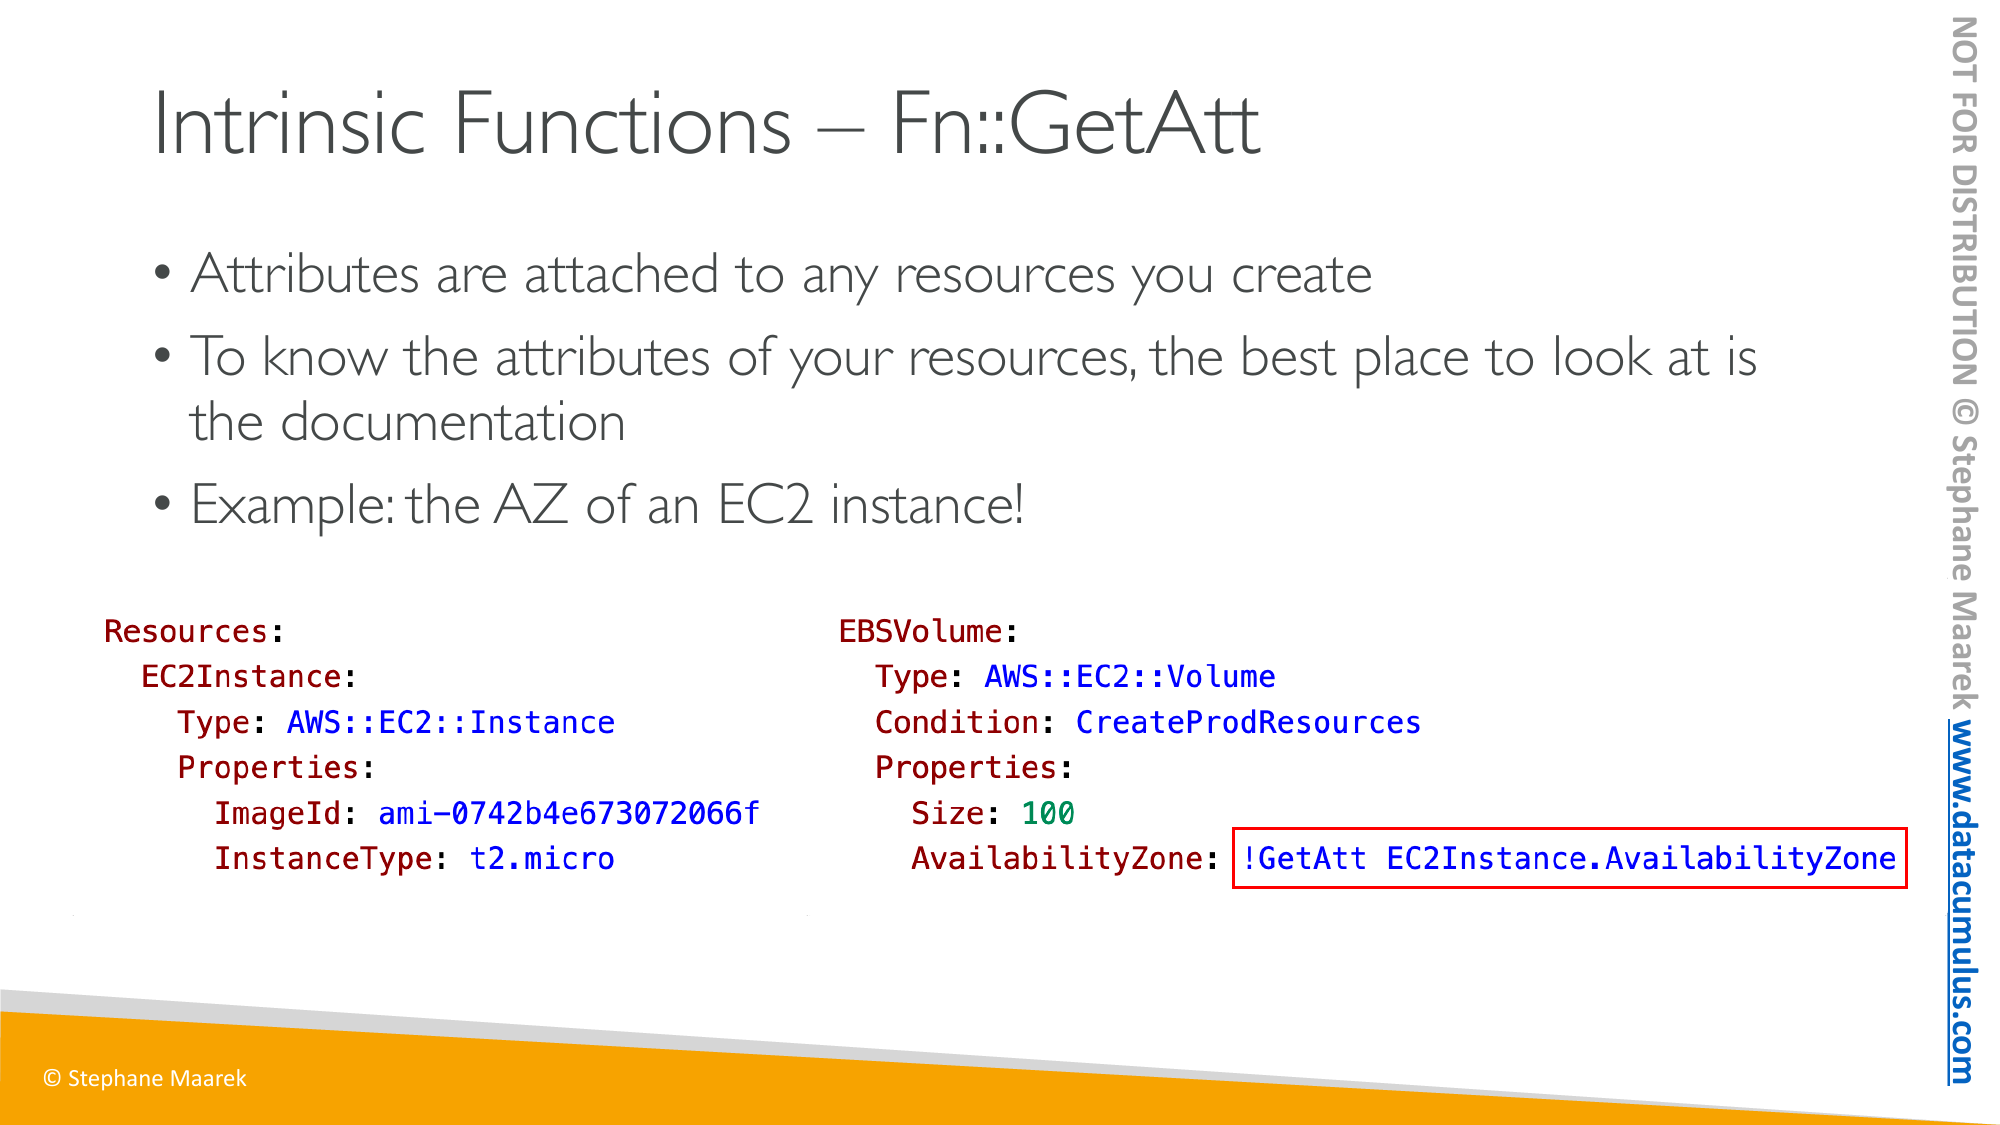 Intrinsic Functions – Fn::GetAtt
• Attributes are attached to any resources you create
• To know the attributes of your resources, the best place to look at is
the documentation
• Example: the AZ of an EC2 instance!
Resources:
  EC2Instance:
    Type: AWS::EC2::Instance
    Properties:
      ImageId: ami-0742b4e673072066f
      InstanceType: t2.micro
EBSVolume:
  Type: AWS::EC2::Volume
  Condition: CreateProdResources
  Properties:
    Size: 100
    AvailabilityZone: !GetAtt EC2Instance.AvailabilityZone
© Stephane Maarek
NOT FOR DISTRIBUTION © Stephane Maarek www.datacumulus.com